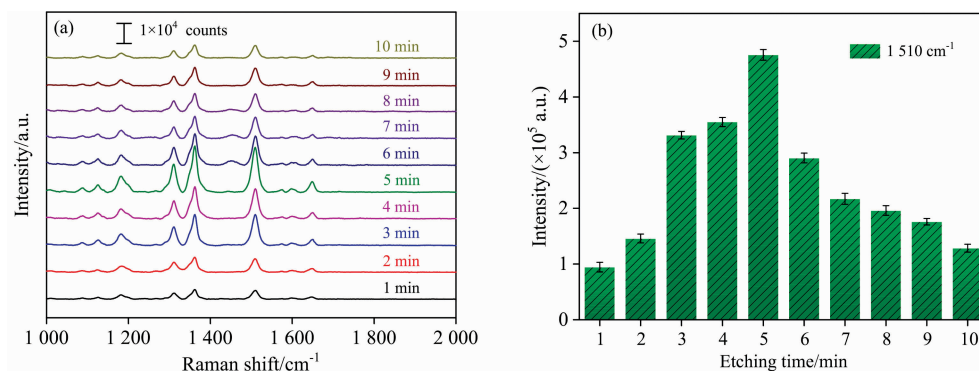 (a)
1×10⁴ counts
10 min
9 min
8 min
7 min
6 min
5 min
4 min
3 min
2 min
1 min
Intensity/a.u.
1 000 1 200 1 400 1 600 1 800 2 000
Raman shift/cm⁻¹
(b)
1 510 cm⁻¹
Intensity/(×10⁵ a.u.)
5
4
3
2
1
0
1 2 3 4 5 6 7 8 9 10
Etching time/min